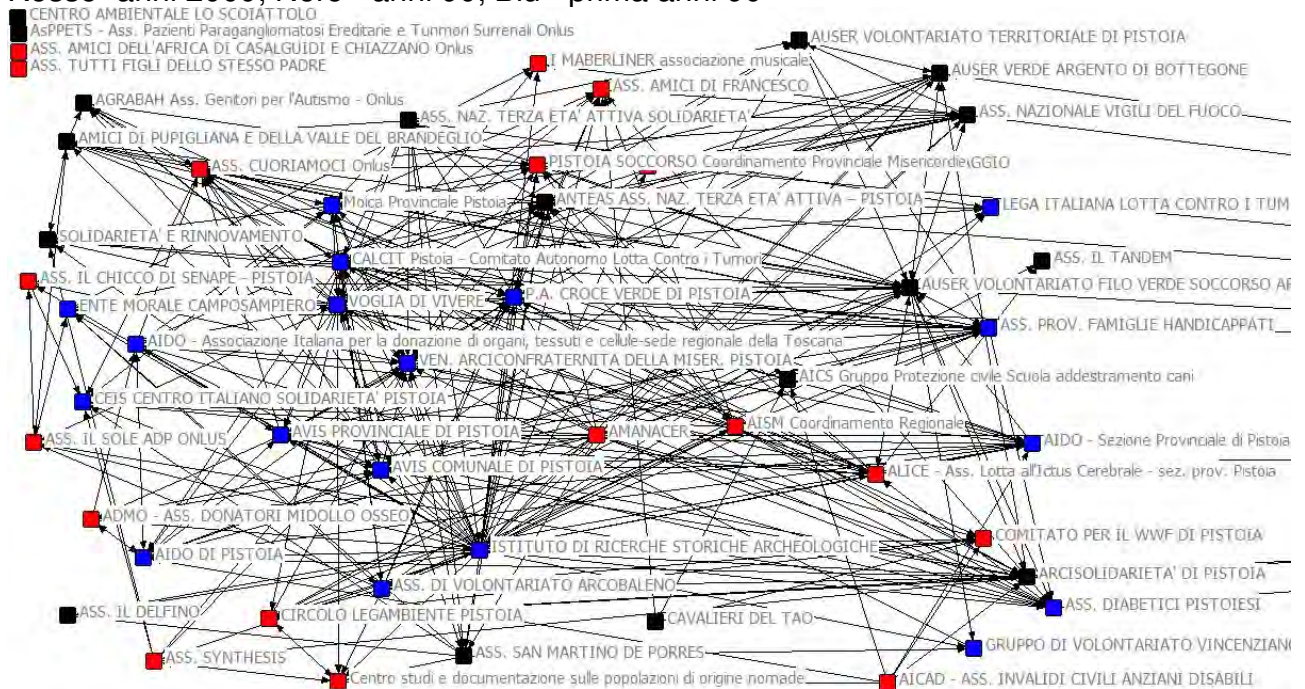 CENTRO AMBIENTALE LO SCOIATTOLO
AsPPETS - Ass. Pazienti Paragangliomatosi Ereditarie e Tunmori Surrenali Onlus
ASS. AMICI DELL'AFRICA DI CASALGUIDI E CHIAZZANO Onlus
ASS. TUTTI FIGLI DELLO STESSO PADRE
AUSER VOLONTARIATO TERRITORIALE DI PISTOIA
I MABERLINER associazione musicale
AUSER VERDE ARGENTO DI BOTTEGONE
ASS. AMICI DI FRANCESCO
AGRABAH Ass. Genitori per l'Autismo - Onlus
ASS. NAZ. TERZA ETA' ATTIVA SOLIDARIETA'
ASS. NAZIONALE VIGILI DEL FUOCO
AMICI DI PUPIGLIANA E DELLA VALLE DEL BRANDEGLIO
ASS. CUORIAMOCI Onlus
PISTOIA SOCCORSO Coordinamento Provinciale Misericordie
Moica Provinciale Pistoia
ANTEAS ASS. NAZ. TERZA ETA' ATTIVA - PISTOIA
LEGA ITALIANA LOTTA CONTRO I TUM
SOLIDARIETA' E RINNOVAMENTO
CALCIT Pistoia - Comitato Autonomo Lotta Contro i Tumori
ASS. IL TANDEM
ASS. IL CHICCO DI SENAPE - PISTOIA
AUSER VOLONTARIATO FILO VERDE SOCCORSO AR
ENTE MORALE CAMPOSAMPIERO
VOGLIA DI VIVERE
P.A. CROCE VERDE DI PISTOIA
ASS. PROV. FAMIGLIE HANDICAPPATI
AIDO - Associazione Italiana per la donazione di organi, tessuti e cellule-sede regionale della Toscana
VEN. ARCICONFRATERNITA DELLA MISER. PISTOIA
AICS Gruppo Protezione civile Scuola addestramento cani
CEIS CENTRO ITALIANO SOLIDARIETA' PISTOIA
ASS. IL SOLE ADP ONLUS
AVIS PROVINCIALE DI PISTOIA
AMANACER
AISM Coordinamento Regionale
AIDO - Sezione Provinciale di Pistoia
AVIS COMUNALE DI PISTOIA
ALICE - Ass. Lotta all'Ictus Cerebrale - sez. prov. Pistoia
ADMO - ASS. DONATORI MIDOLLO OSSEO
COMITATO PER IL WWF DI PISTOIA
AIDO DI PISTOIA
ISTITUTO DI RICERCHE STORICHE ARCHEOLOGICHE
ARCISOLIDARIETA' DI PISTOIA
ASS. DI VOLONTARIATO ARCOBALENO
ASS. DIABETICI PISTOIESI
ASS. IL DELFINO
CIRCOLO LEGAMBIENTE PISTOIA
CAVALIERI DEL TAO
GRUPPO DI VOLONTARIATO VINCENZIANO
ASS. SYNTHESIS
ASS. SAN MARTINO DE PORRES
Centro studi e documentazione sulle popolazioni di origine nomade
AICAD - ASS. INVALIDI CIVILI ANZIANI DISABILI